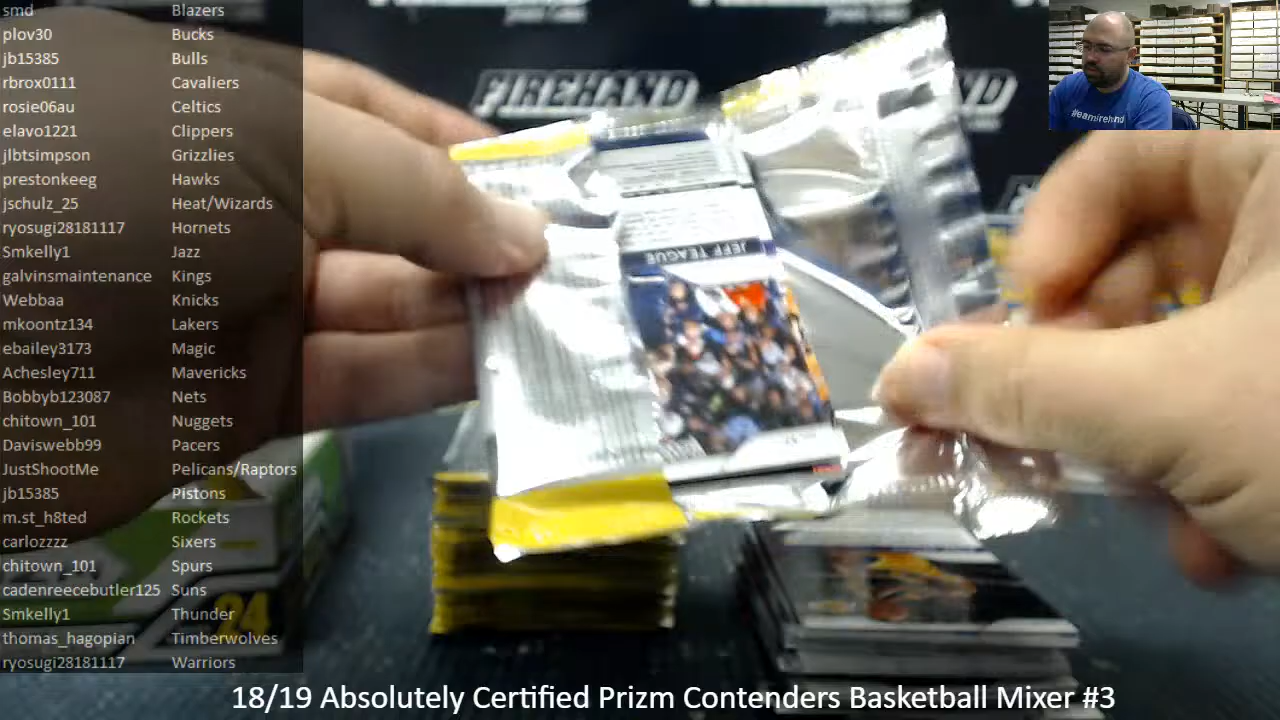 smd Blazers
plov30 Bucks
jb15385 Bulls
rbrox0111 Cavaliers
rosie06au Celtics
elavo1221 Clippers
jlbtsimpson Grizzlies
prestonkeeg Hawks
jschulz_25 Heat/Wizards
ryosugi28181117 Hornets
Smkelly1 Jazz
galvinsmaintenance Kings
Webbaa Knicks
mkoontz134 Lakers
ebailey3173 Magic
Achesley711 Mavericks
Bobbyb123087 Nets
chitown_101 Nuggets
Daviswebb99 Pacers
JustShootMe Pelicans/Raptors
jb15385 Pistons
m.st_h8ted Rockets
carlozzzz Sixers
chitown_101 Spurs
cadenreecebutler125 Suns
Smkelly1 Thunder
thomas_hagopian Timberwolves
ryosugi28181117 Warriors
FIREHAND
JEFF TEAGUE
#teamfirehand
24
18/19 Absolutely Certified Prizm Contenders Basketball Mixer #3